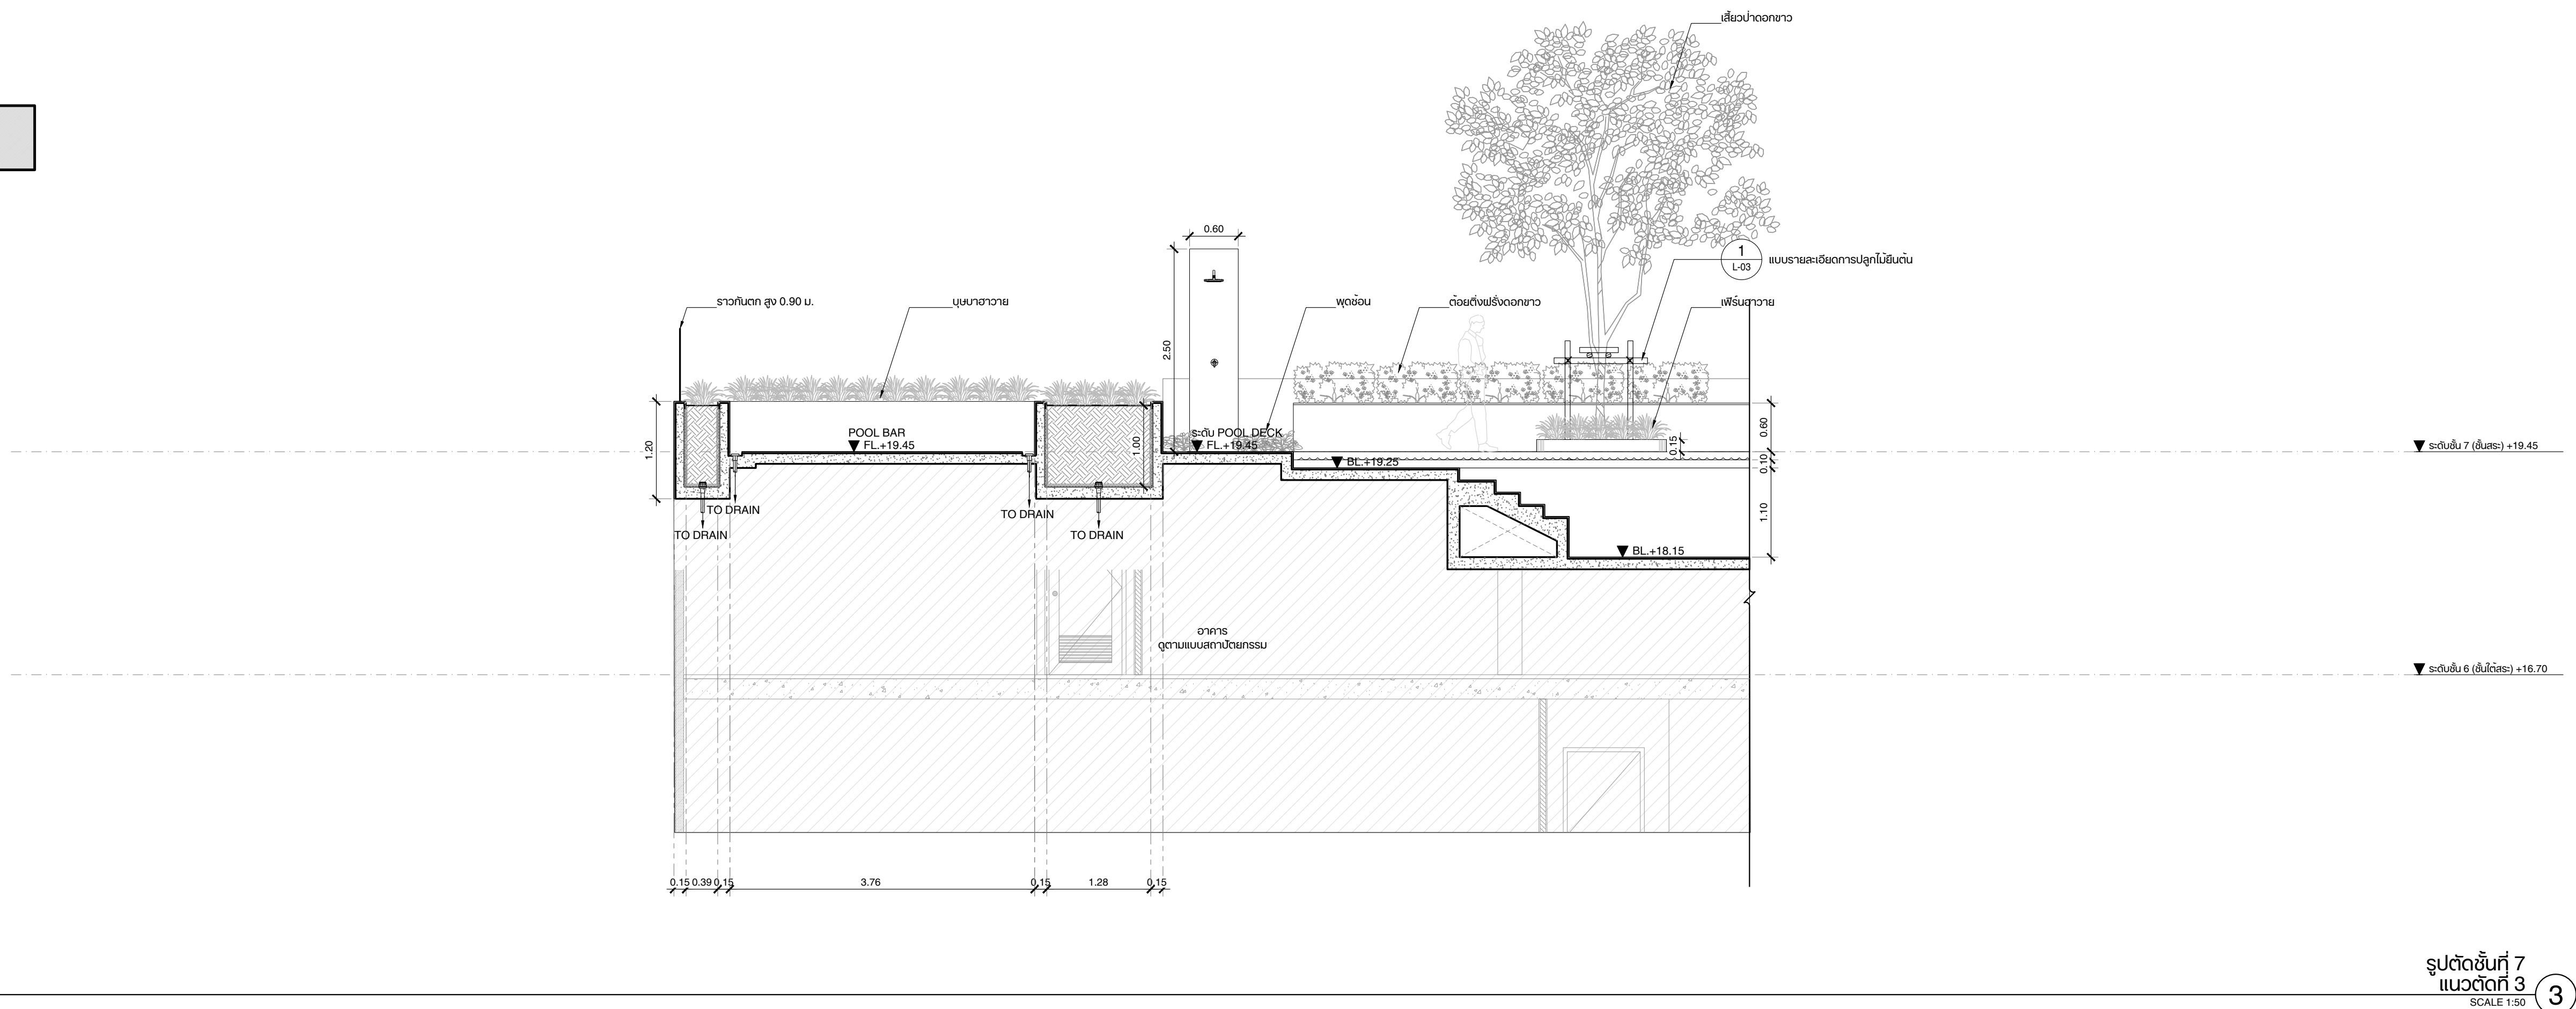 เสี้ยวป่าดอกขาว
0.60
1
L-03
แบบรายละเอียดการปลูกไม้ยืนต้น
ราวกันตก สูง 0.90 ม.
บุษบาฮาวาย
พุดซ้อน
ต้อยติ่งฝรั่งดอกขาว
เฟิร์นฮาวาย
2.50
1.20
POOL BAR
FL.+19.45
1.00
ระดับ POOL DECK
FL.+19.45
BL.+19.25
0.15
0.60
0.10
1.10
ระดับชั้น 7 (ชั้นสระ) +19.45
TO DRAIN
TO DRAIN
TO DRAIN
TO DRAIN
BL.+18.15
อาคาร
ดูตามแบบสถาปัตยกรรม
ระดับชั้น 6 (ชั้นใต้สระ) +16.70
0.15 0.39 0.15 3.76 0.15 1.28 0.15
รูปตัดชั้นที่ 7
แนวตัดที่ 3
SCALE 1:50
3